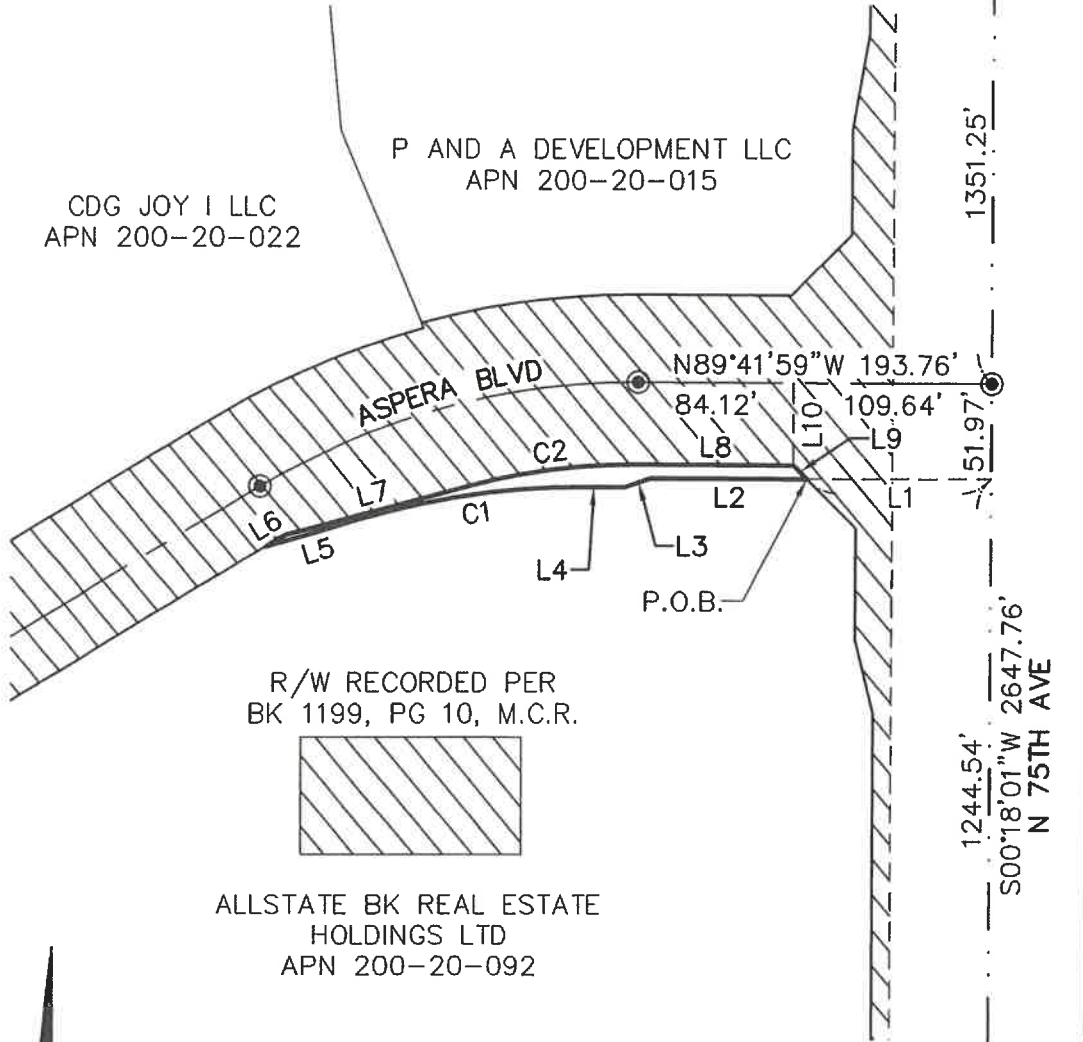 P AND A DEVELOPMENT LLC
APN 200-20-015
CDG JOY I LLC
APN 200-20-022
1351.25'
N89°41'59"W 193.76'
84.12'
109.64'
ASPERA BLVD
L10
L9
51.97'
C2
L8
L7
L6
L5
C1
L2
L1
L3
L4
P.O.B.
R/W RECORDED PER
BK 1199, PG 10, M.C.R.
1244.54'
S00°18'01"W 2647.76'
N 75TH AVE
ALLSTATE BK REAL ESTATE
HOLDINGS LTD
APN 200-20-092